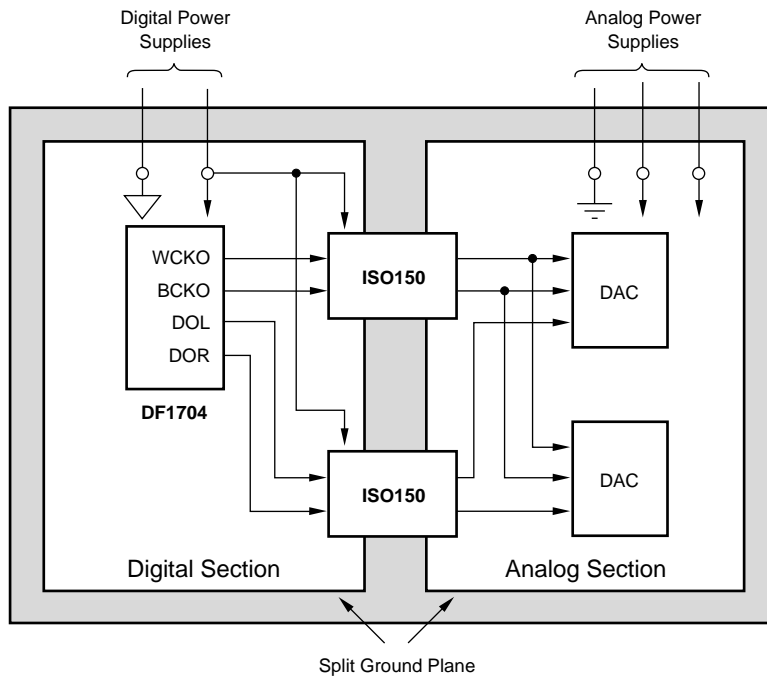 Digital Power
Supplies
Analog Power
Supplies
WCKO
BCKO
DOL
DOR
DF1704
ISO150
DAC
ISO150
DAC
Digital Section
Analog Section
Split Ground Plane